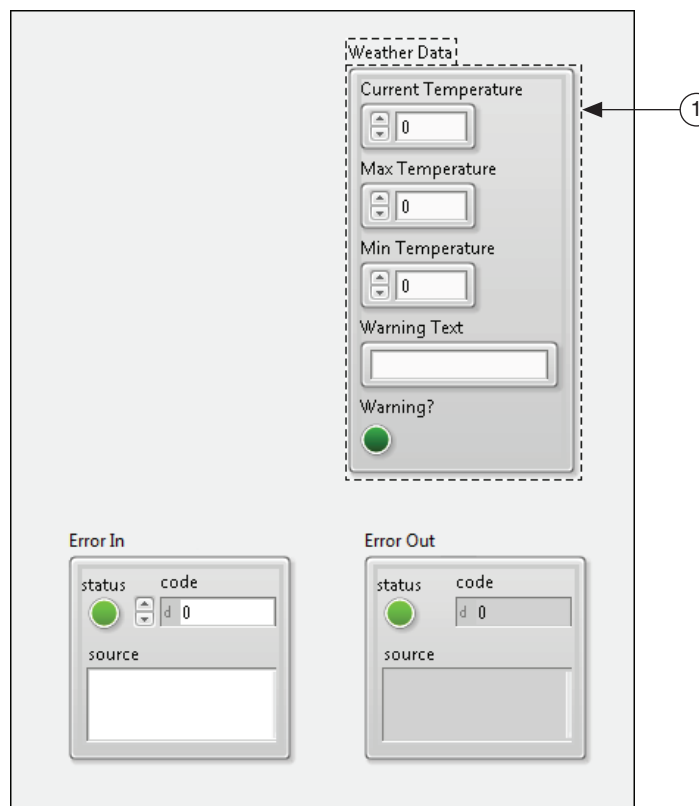 Weather Data
Current Temperature
0
1
Max Temperature
0
Min Temperature
0
Warning Text
Warning?
Error In
status code
d 0
source
Error Out
status code
d 0
source